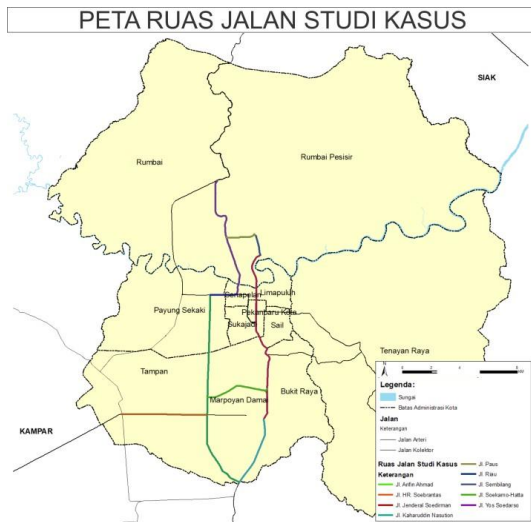 PETA RUAS JALAN STUDI KASUS
SIAK
Rumbai
Rumbai Pesisir
Senapelan
Limapuluh
Payung Sekaki
Pekanbaru Kota
Sukajadi
Sail
Tenayan Raya
Tampan
Marpoyan Damai
Bukit Raya
KAMPAR
N
Legenda:
Sungai
Batas Administrasi Kota
Jalan
Keterangan
Jalan Arteri
Jalan Kolektor
Ruas Jalan Studi Kasus
Keterangan
Jl. Arifin Ahmad
Jl. HR. Soebrantas
Jl. Jenderal Soedirman
Jl. Kaharuddin Nasution
Jl. Paus
Jl. Riau
Jl. Sembilang
Jl. Soekarno-Hatta
Jl. Yos Soedarso